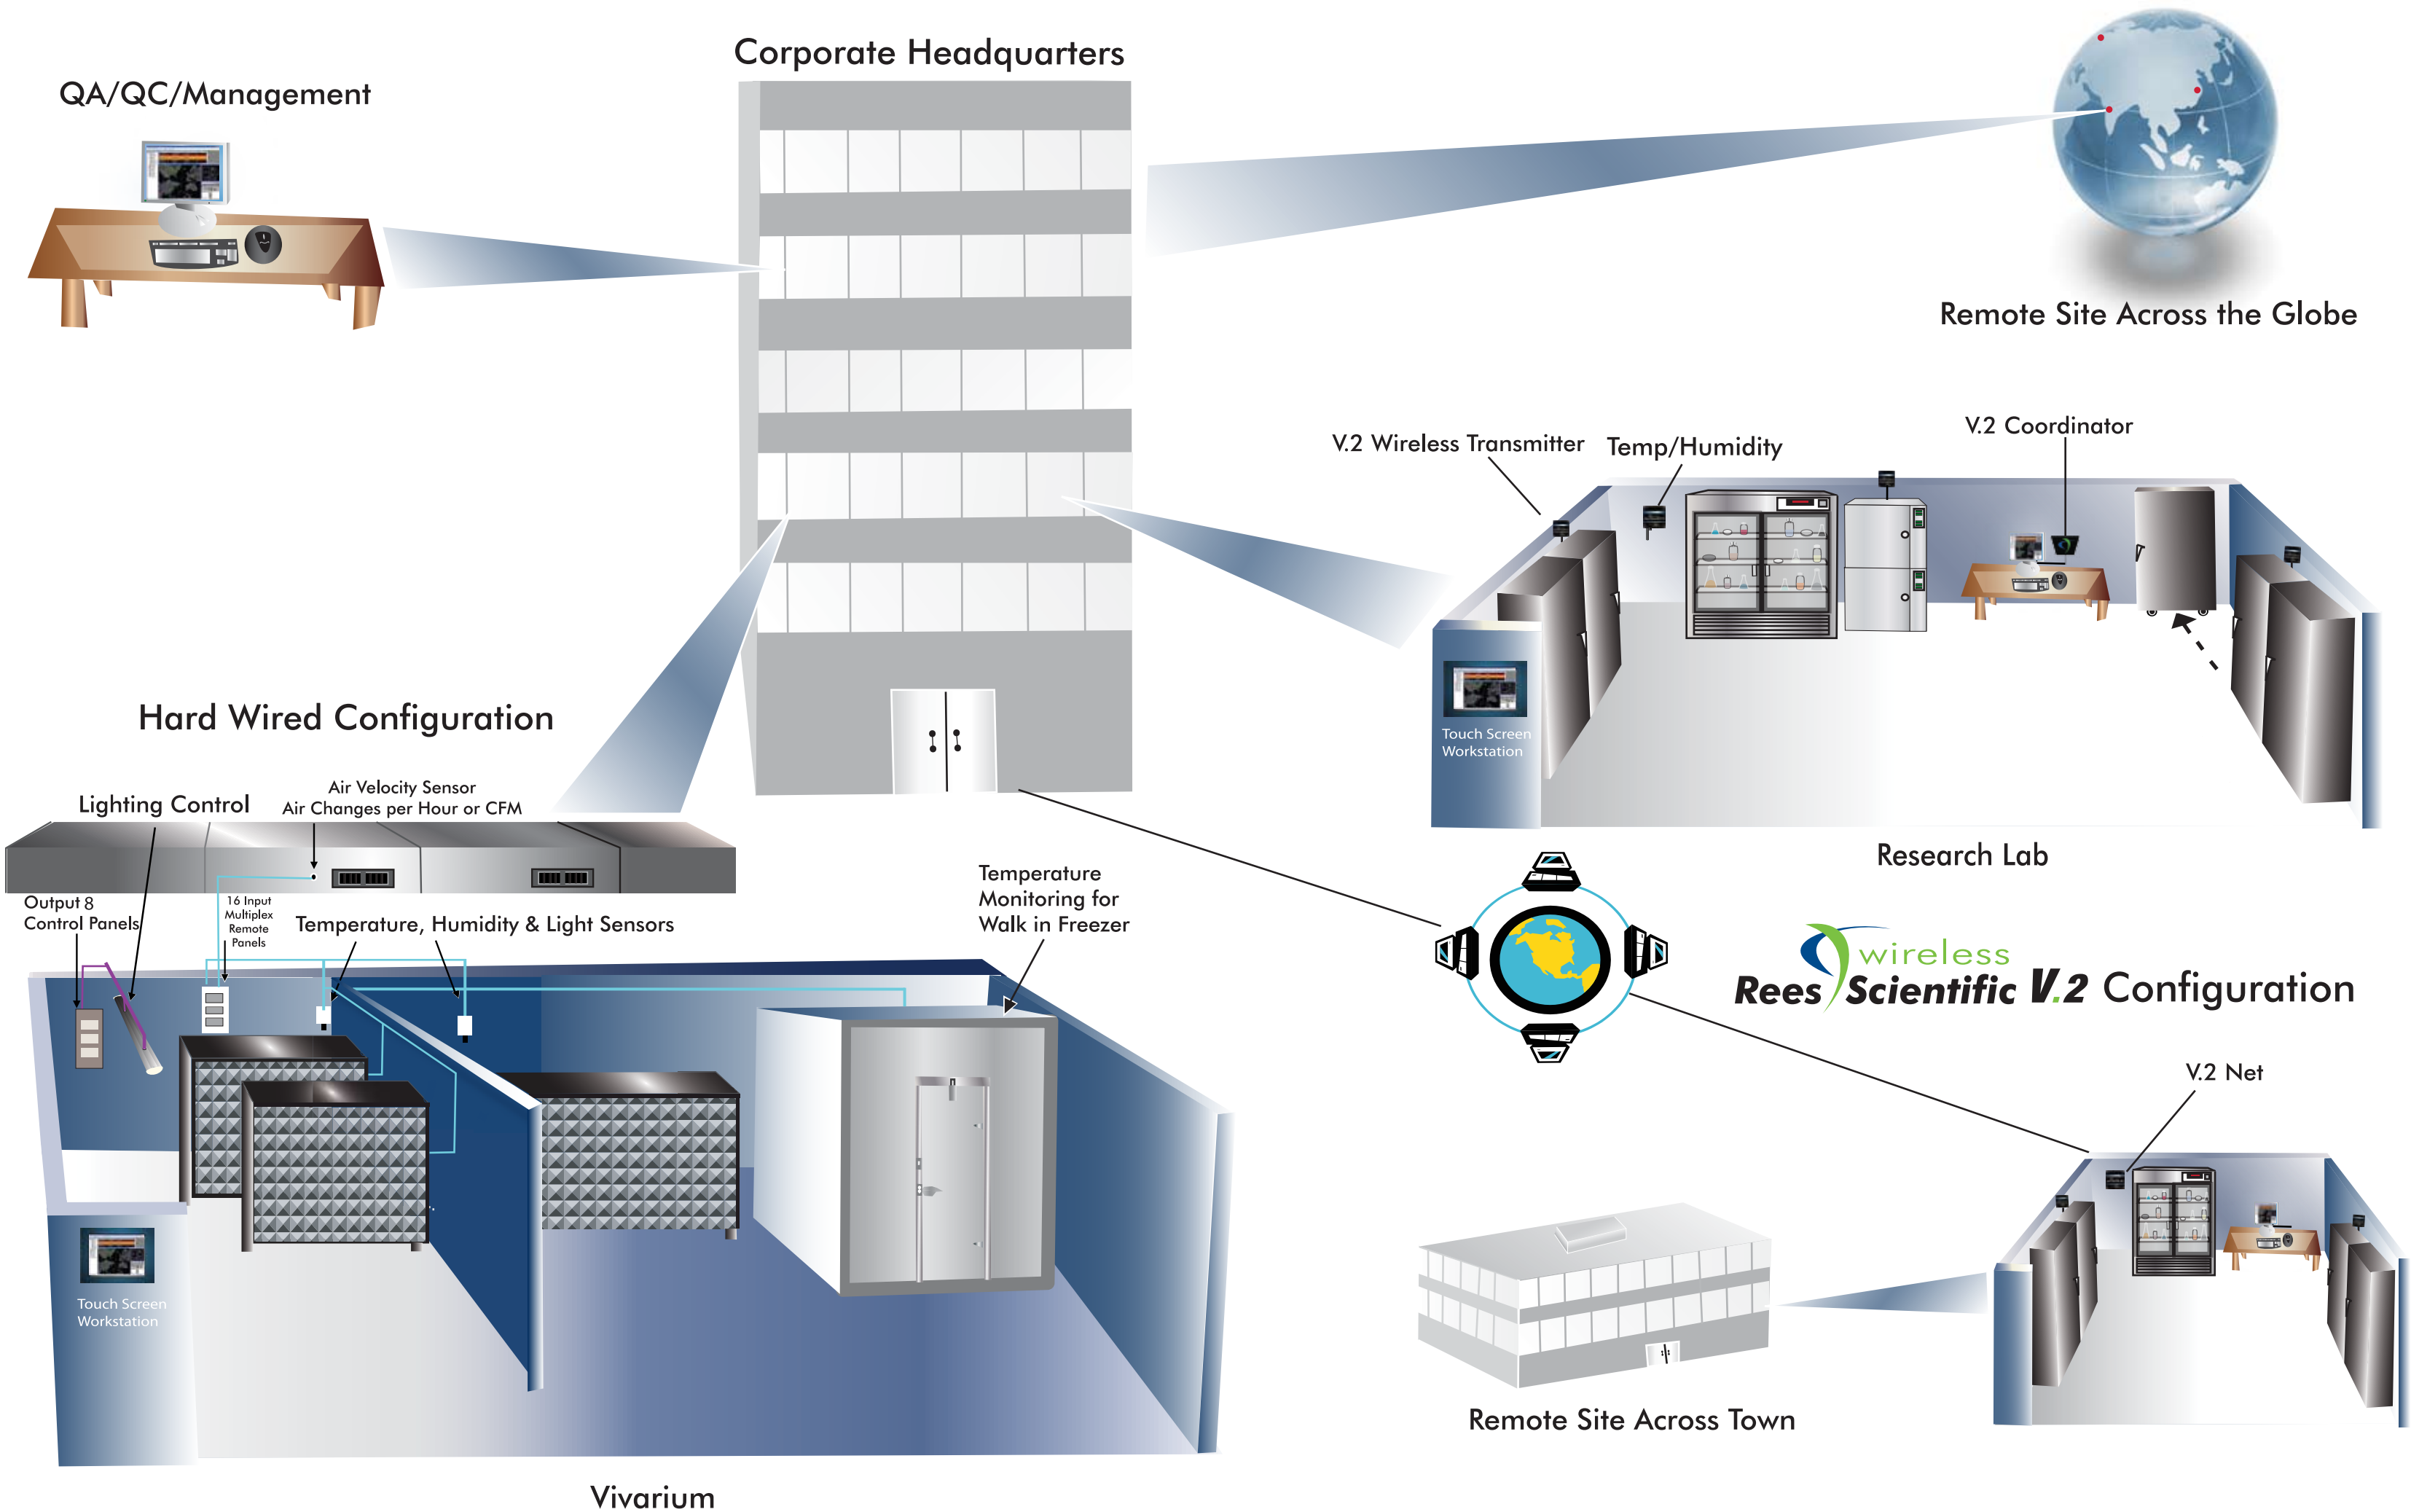 Corporate Headquarters
QA/QC/Management
Remote Site Across the Globe
V.2 Wireless Transmitter
Temp/Humidity
V.2 Coordinator
Touch Screen
Workstation
Research Lab
Hard Wired Configuration
Lighting Control
Air Velocity Sensor
Air Changes per Hour or CFM
Output 8
Control Panels
16 Input
Multiplex
Remote
Panels
Temperature, Humidity & Light Sensors
Temperature
Monitoring for
Walk in Freezer
Touch Screen
Workstation
Vivarium
wireless
Rees Scientific V.2 Configuration
V.2 Net
Remote Site Across Town